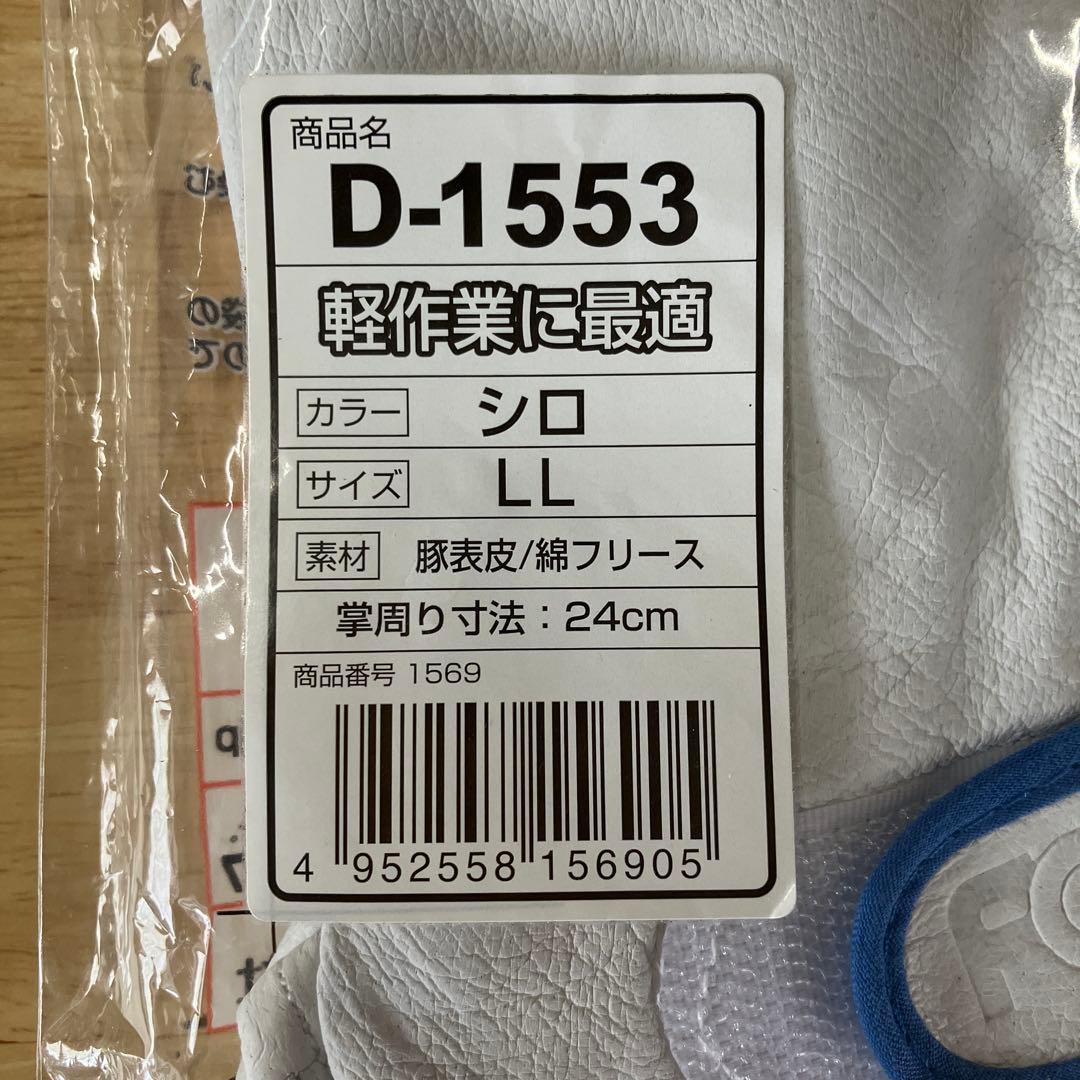 商品名
D-1553
軽作業に最適
カラー シロ
サイズ LL
素材 豚表皮/綿フリース
掌周り寸法：24cm
商品番号 1569
4 952558 156905